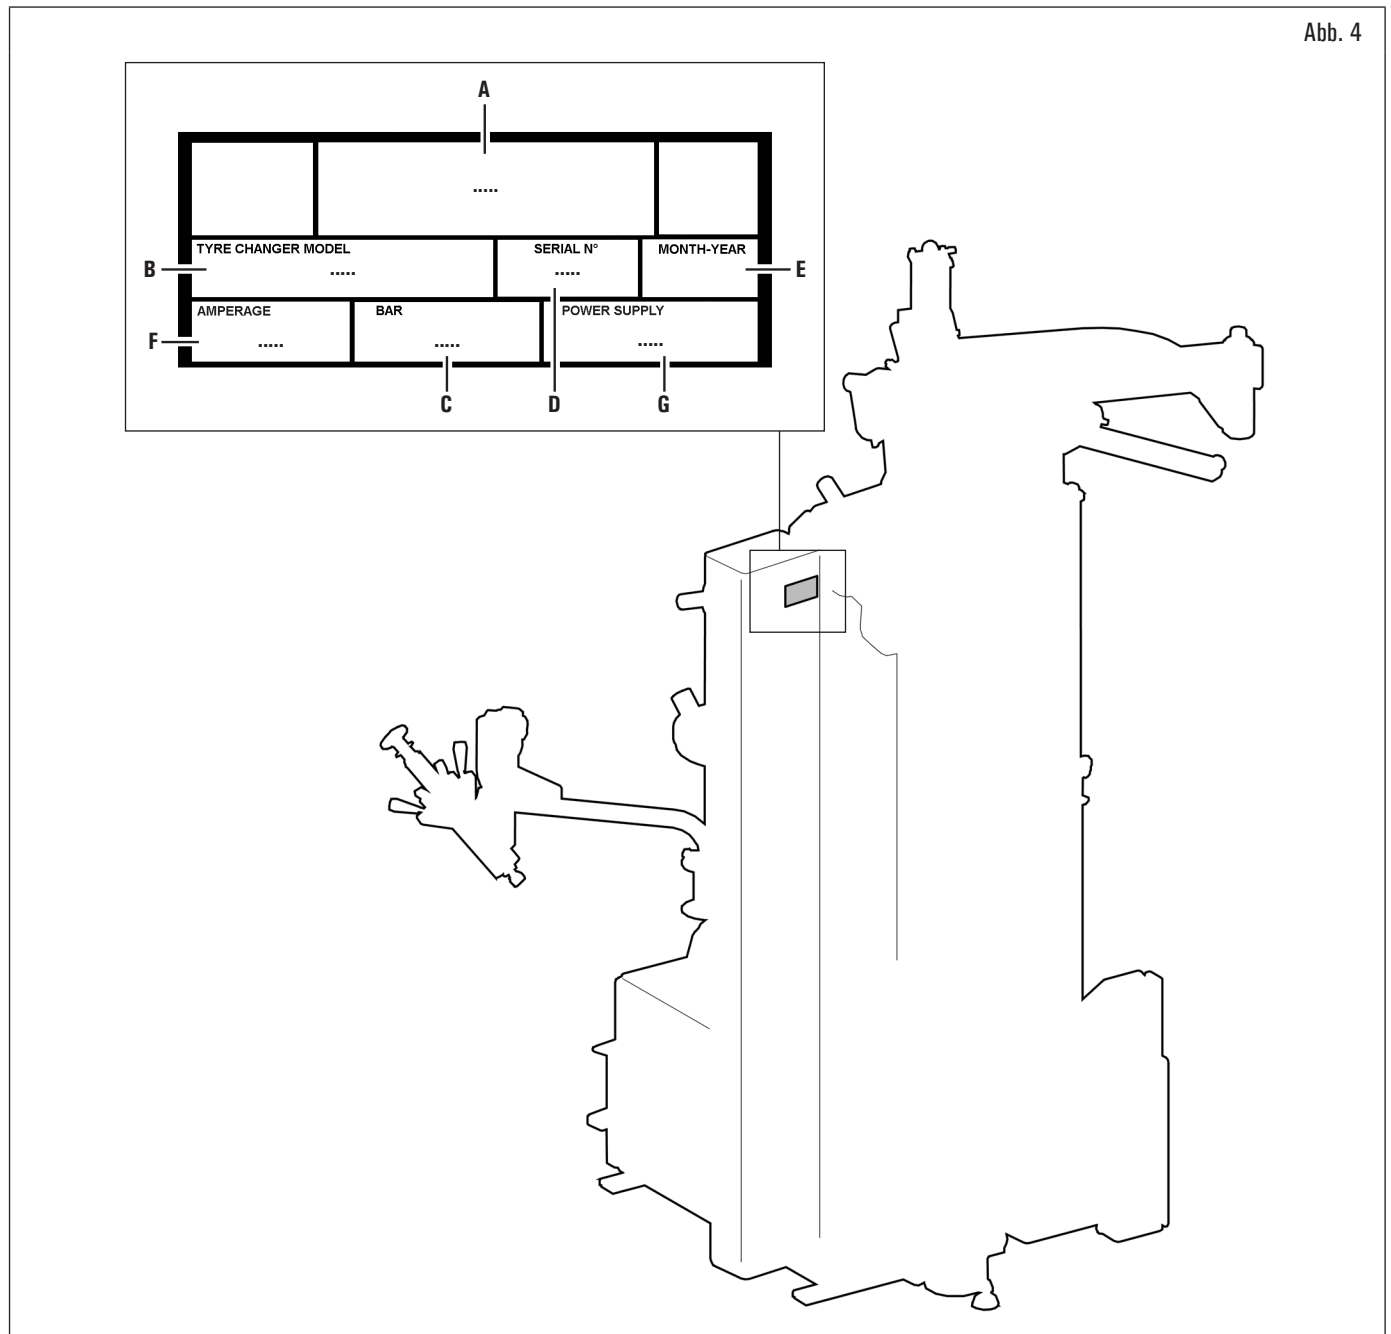 Abb. 4
A
.....
TYRE CHANGER MODEL SERIAL N° MONTH-YEAR
B ..... ..... E
AMPERAGE BAR POWER SUPPLY
F ..... ..... .....
C D G